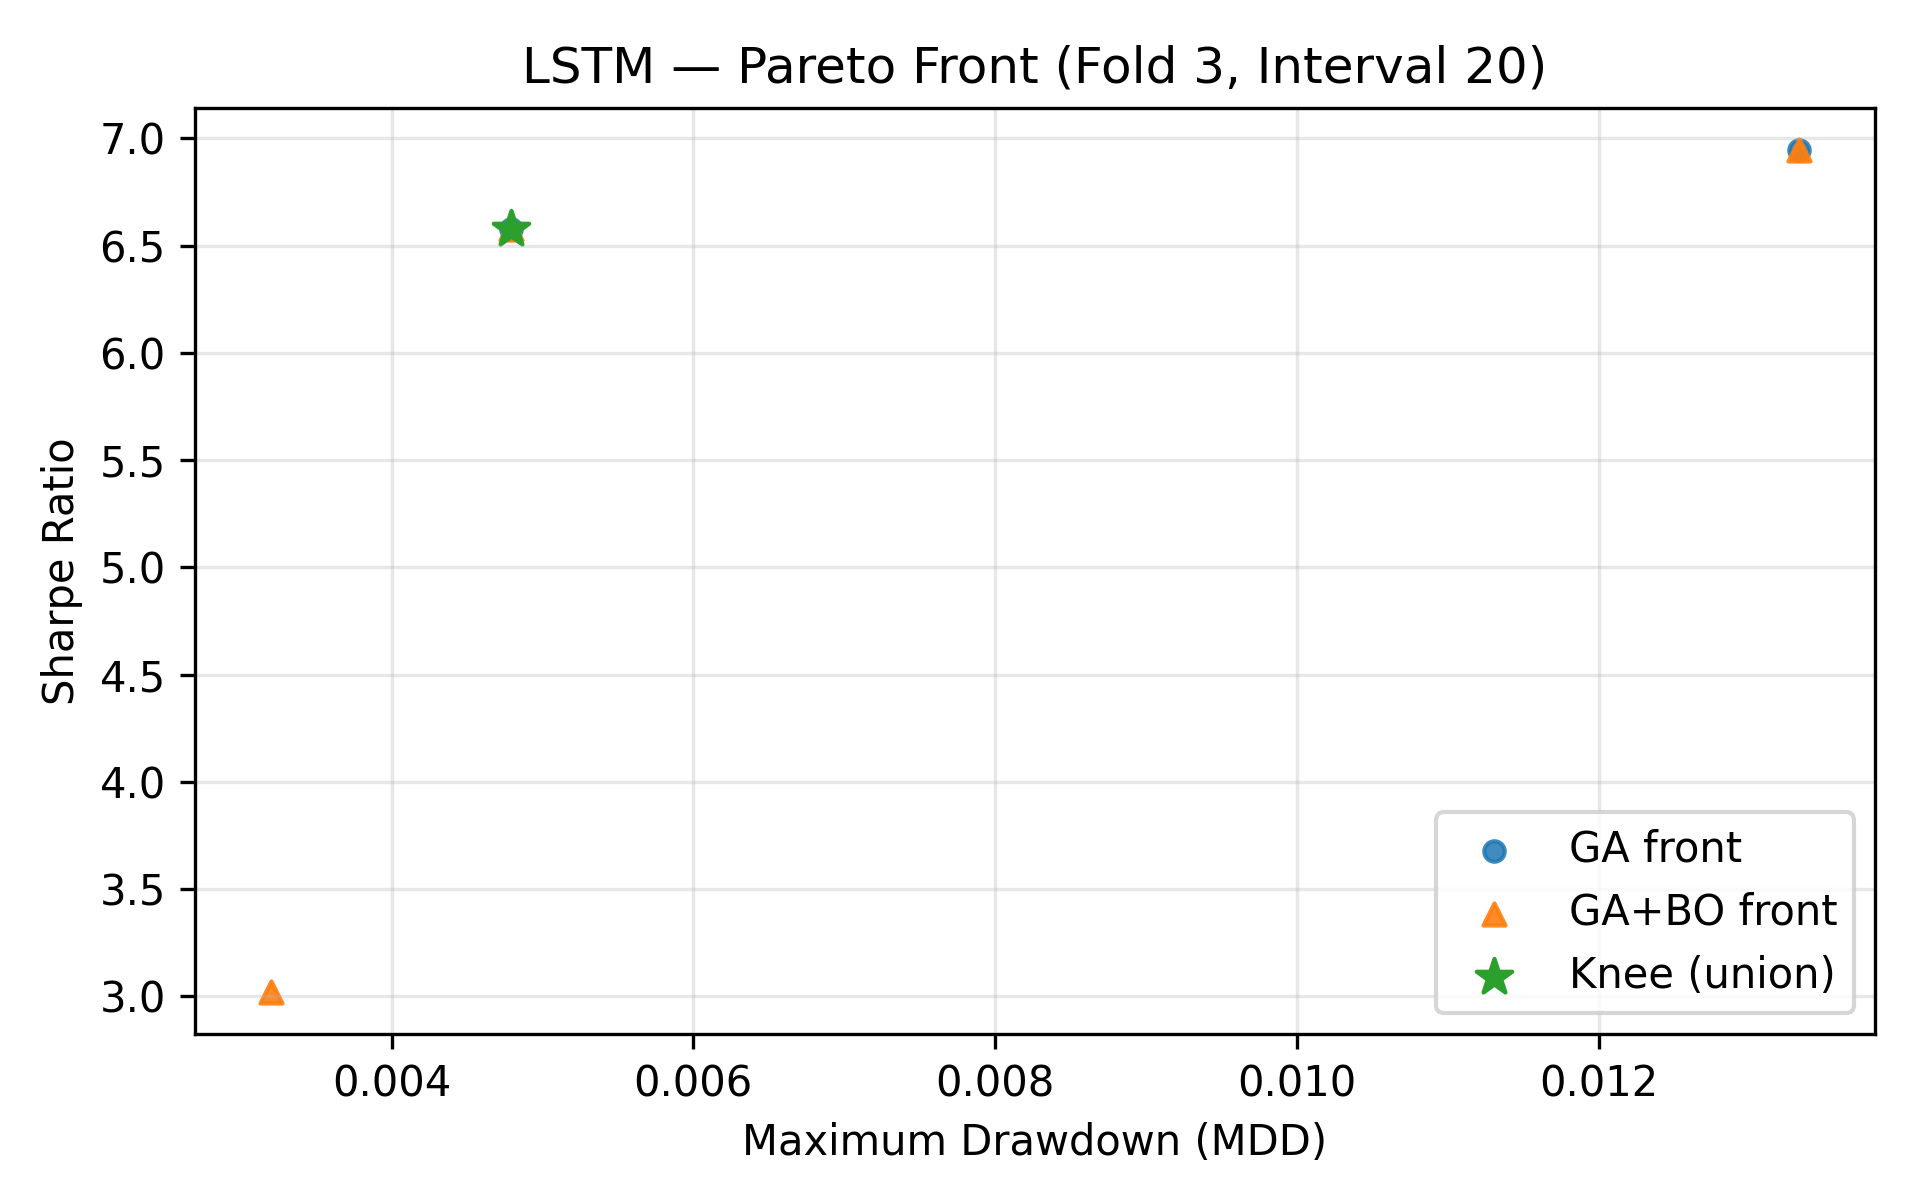 LSTM — Pareto Front (Fold 3, Interval 20)
7.0
6.5
6.0
5.5
5.0
4.5
4.0
3.5
3.0
Sharpe Ratio
GA front
GA+BO front
Knee (union)
0.004 0.006 0.008 0.010 0.012
Maximum Drawdown (MDD)